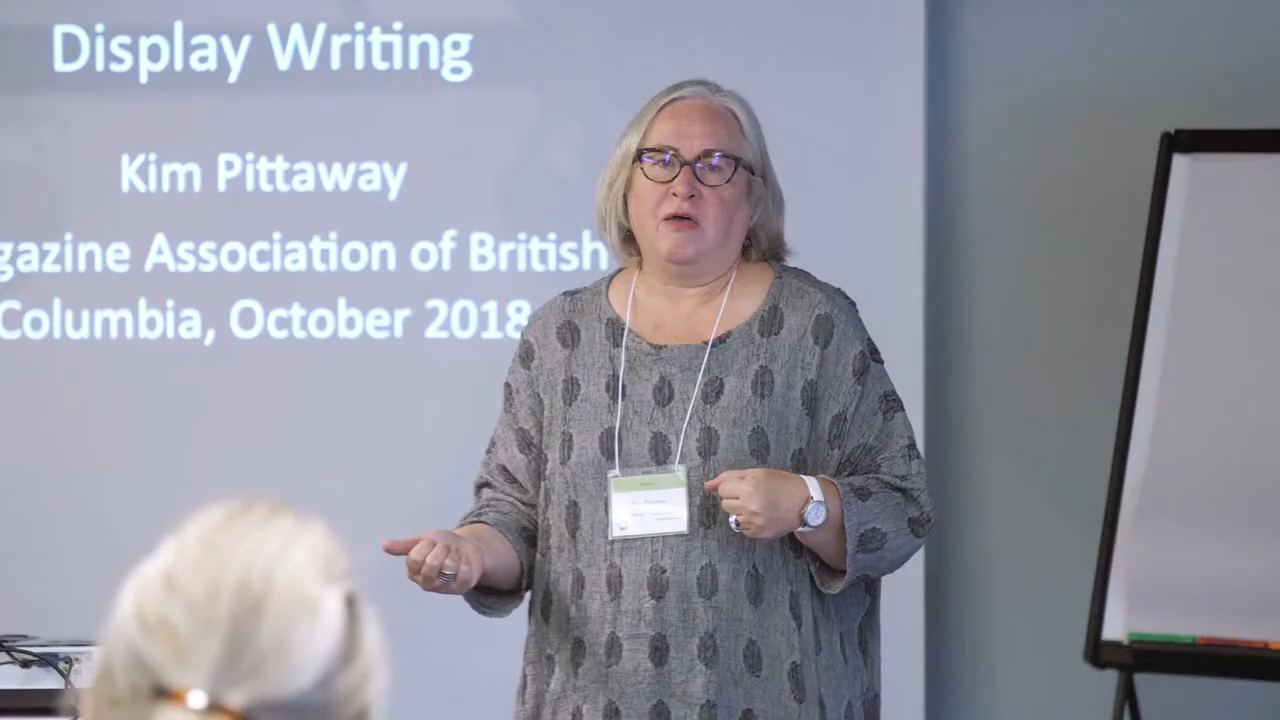 Display Writing
Kim Pittaway
gazine Association of British
Columbia, October 2018